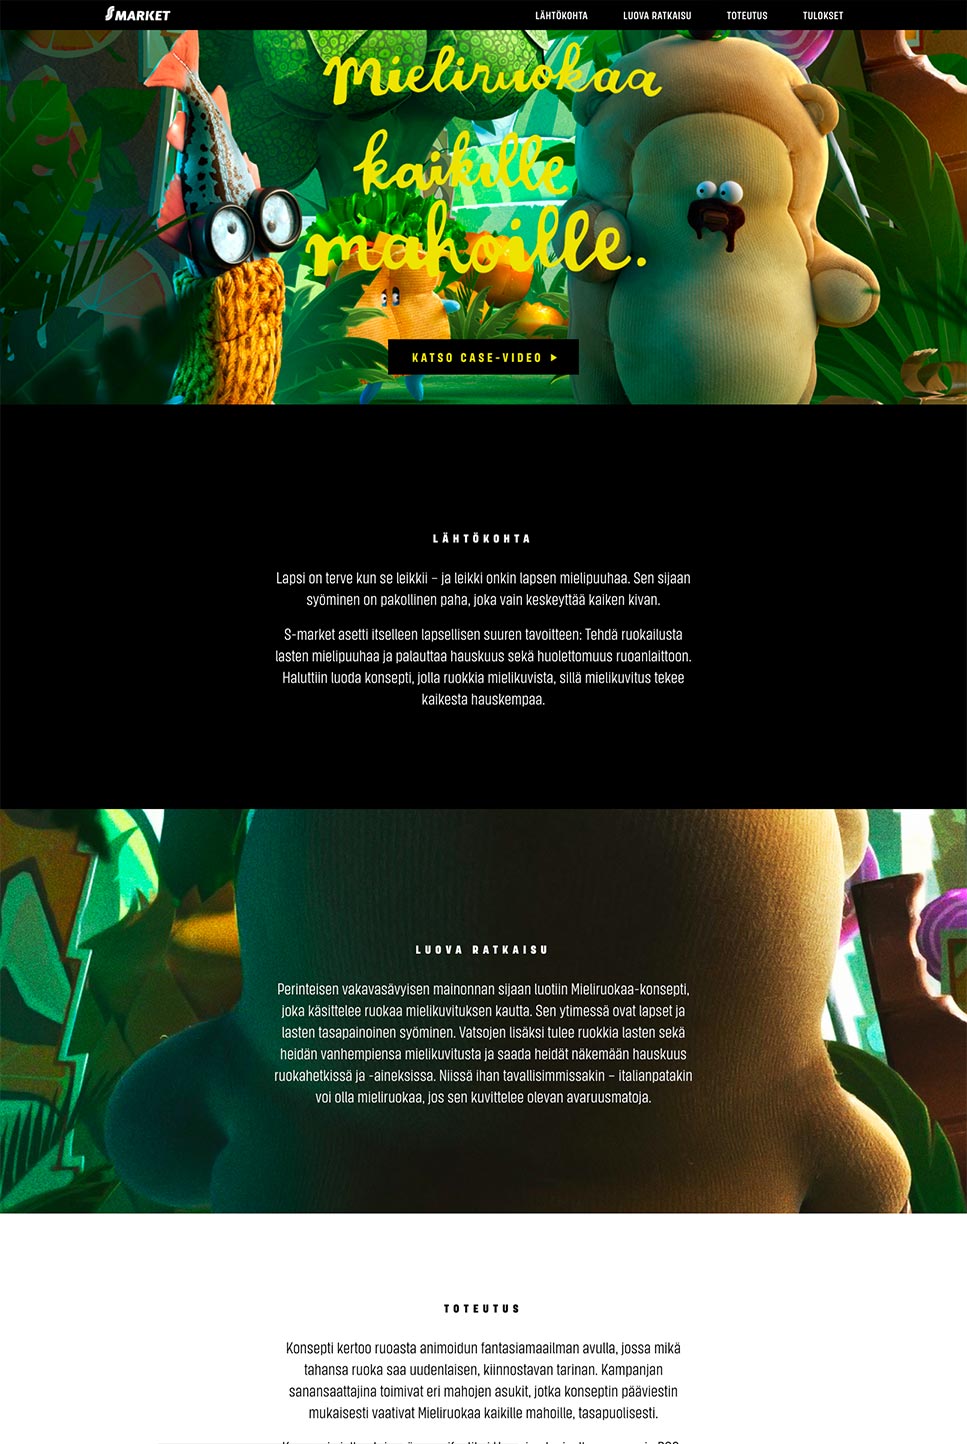 S MARKET
LÄHTÖKOHTA LUOVA RATKAISU TOTEUTUS TULOKSET
mieliruokaa
kaikille
mahoille.
KATSO CASE-VIDEO
LÄHTÖKOHTA
Lapsi on terve kun se leikkii – ja leikki onkin lapsen mielipuuhaa. Sen sijaan
syöminen on pakollinen paha, joka vain keskeyttää kaiken kivan.
S-market asetti itselleen lapsellisen suuren tavoitteen: Tehdä ruokailusta
lasten mielipuuhaa ja palauttaa hauskuus sekä huolettomuus ruoanlaittoon.
Haluttiin luoda konsepti, jolla ruokkia mielikuvista, sillä mielikuvitus tekee
kaikesta hauskempaa.
LUOVA RATKAISU
Perinteisen vakavasävyisen mainonnan sijaan luotiin Mieliruokaa-konsepti,
joka käsittelee ruokaa mielikuvituksen kautta. Sen ytimessä ovat lapset ja
lasten tasapainoinen syöminen. Vatsojen lisäksi tulee ruokkia lasten sekä
heidän vanhempiensa mielikuvitusta ja saada heidät näkemään hauskuus
ruokahetkissä ja -aineksissa. Niissä ihan tavallisimmissakin – italianpatakin
voi olla mieliruokaa, jos sen kuvittelee olevan avaruusmatoja.
TOTEUTUS
Konsepti kertoo ruoasta animoidun fantasiamaailman avulla, jossa mikä
tahansa ruoka saa uudenlaisen, kiinnostavan tarinan. Kampanjan
sanansaattajina toimivat eri mahojen asukit, jotka konseptin pääviestin
mukaisesti vaativat Mieliruokaa kaikille mahoille, tasapuolisesti.